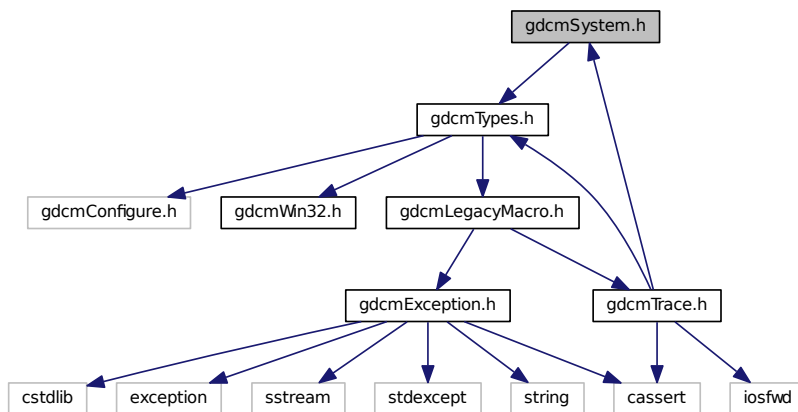 gdcmSystem.h
gdcmTypes.h
gdcmConfigure.h
gdcmWin32.h
gdcmLegacyMacro.h
gdcmException.h
gdcmTrace.h
cstdlib
exception
sstream
stdexcept
string
cassert
iosfwd